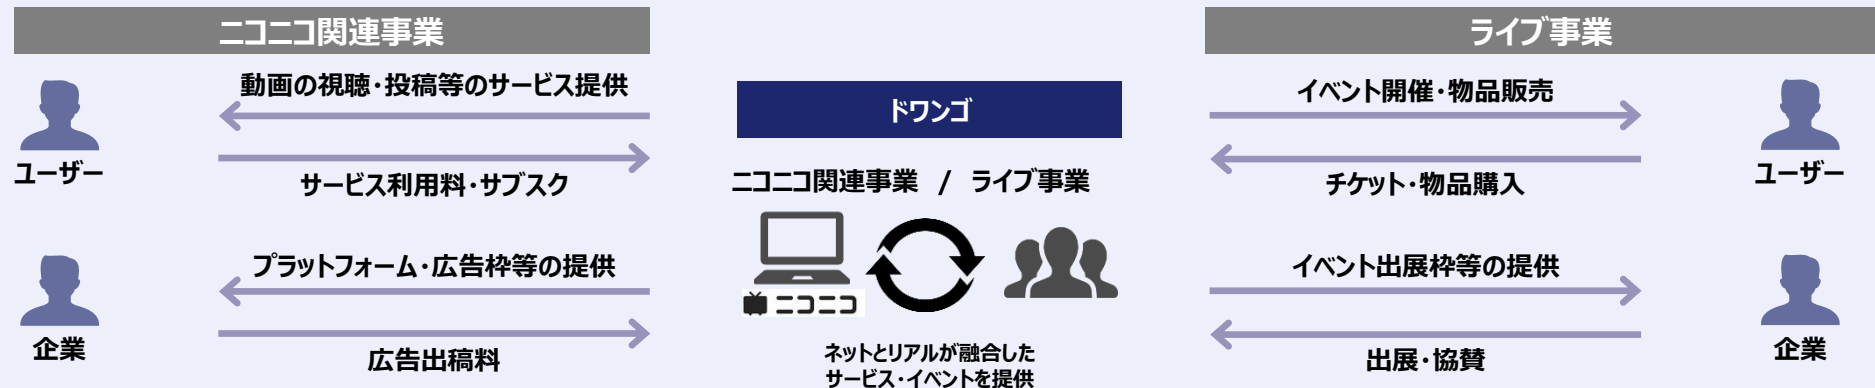 ニコニコ関連事業
動画の視聴・投稿等のサービス提供
ユーザー
サービス利用料・サブスク
プラットフォーム・広告枠等の提供
企業
広告出稿料
ドワンゴ
ニコニコ関連事業 / ライブ事業
ニコニコ
ネットとリアルが融合した
サービス・イベントを提供
ライブ事業
イベント開催・物品販売
チケット・物品購入
ユーザー
イベント出展枠等の提供
出展・協賛
企業